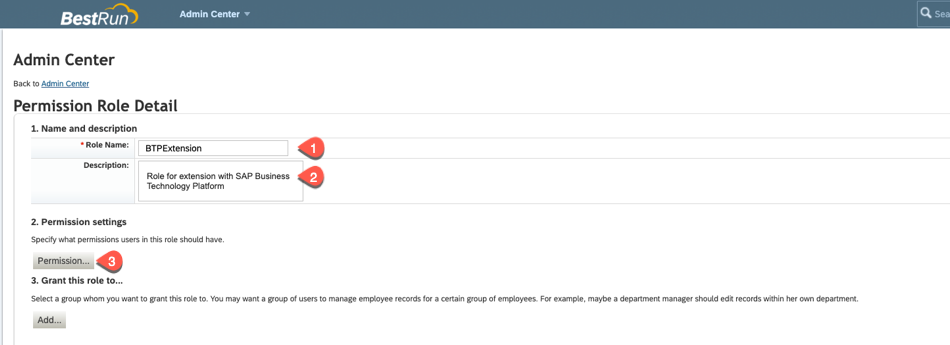 BestRun Admin Center Sea
Admin Center
Back to Admin Center
Permission Role Detail
1. Name and description
* Role Name: BTPExtension 1
Description: Role for extension with SAP Business
Technology Platform 2
2. Permission settings
Specify what permissions users in this role should have.
Permission... 3
3. Grant this role to...
Select a group whom you want to grant this role to. You may want a group of users to manage employee records for a certain group of employees. For example, maybe a department manager should edit records within her own department.
Add...